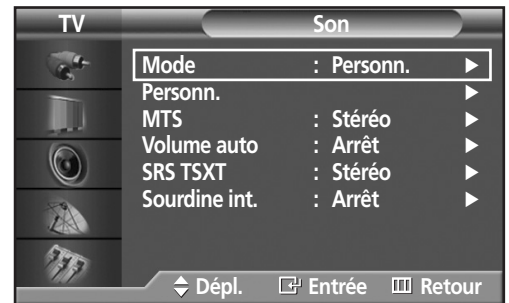 TV Son
Mode : Personn. ▶
Personn. ▶
MTS : Stéréo ▶
Volume auto : Arrêt ▶
SRS TSXT : Stéréo ▶
Sourdine int. : Arrêt ▶
Dépl. Entrée Retour